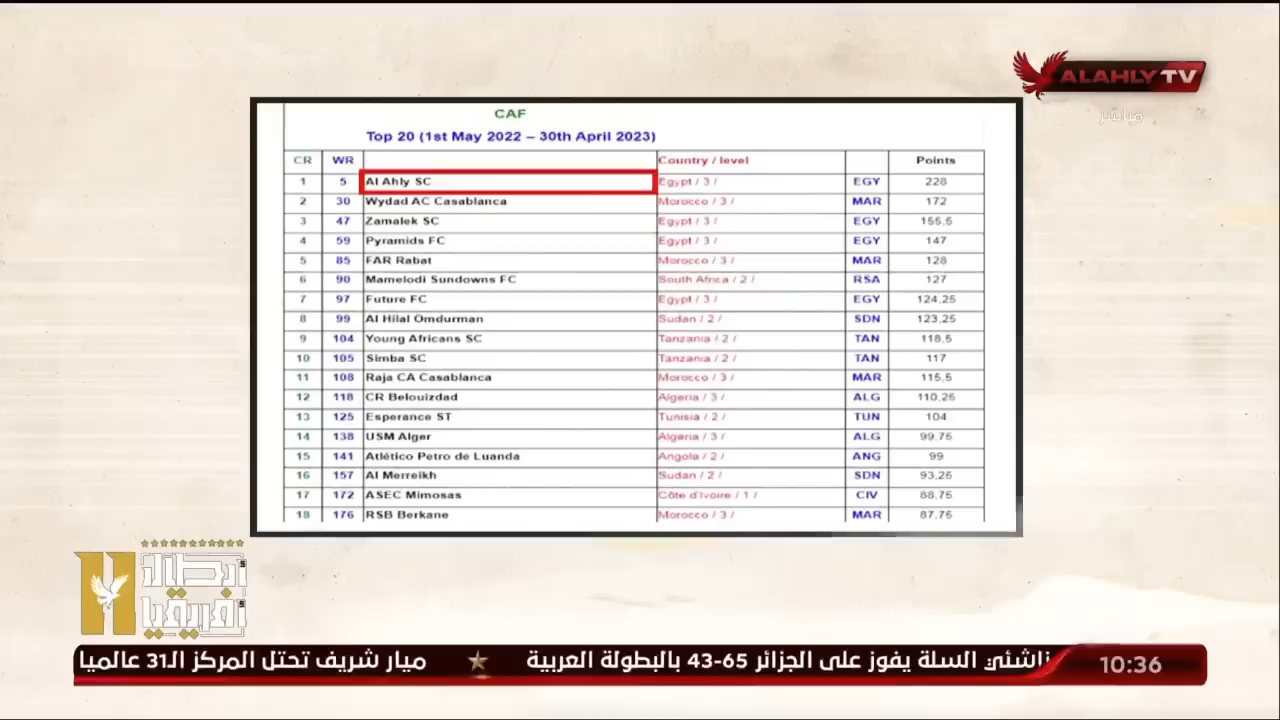 ALAHLY TV
مباشر
CAF
Top 20 (1st May 2022 – 30th April 2023)
CR WR Country / level Points
1 5 Al Ahly SC Egypt / 3 / EGY 228
2 30 Wydad AC Casablanca Morocco / 3 / MAR 172
3 47 Zamalek SC Egypt / 3 / EGY 155,5
4 59 Pyramids FC Egypt / 3 / EGY 147
5 85 FAR Rabat Morocco / 3 / MAR 128
6 90 Mamelodi Sundowns FC South Africa / 2 / RSA 127
7 97 Future FC Egypt / 3 / EGY 124,25
8 99 Al Hilal Omdurman Sudan / 2 / SDN 123,25
9 104 Young Africans SC Tanzania / 2 / TAN 118,5
10 105 Simba SC Tanzania / 2 / TAN 117
11 108 Raja CA Casablanca Morocco / 3 / MAR 115,5
12 118 CR Belouizdad Algeria / 3 / ALG 110,25
13 125 Esperance ST Tunisia / 2 / TUN 104
14 138 USM Alger Algeria / 3 / ALG 99,75
15 141 Atlético Petro de Luanda Angola / 2 / ANG 99
16 157 Al Merreikh Sudan / 2 / SDN 93,25
17 172 ASEC Mimosas Côte d'Ivoire / 1 / CIV 88,75
18 176 RSB Berkane Morocco / 3 / MAR 87,75
أبطال
أفريقيا
11
ناشئي السلة يفوز على الجزائر 65-43 بالبطولة العربية ★ ميار شريف تحتل المركز الـ31 عالميا
10:36